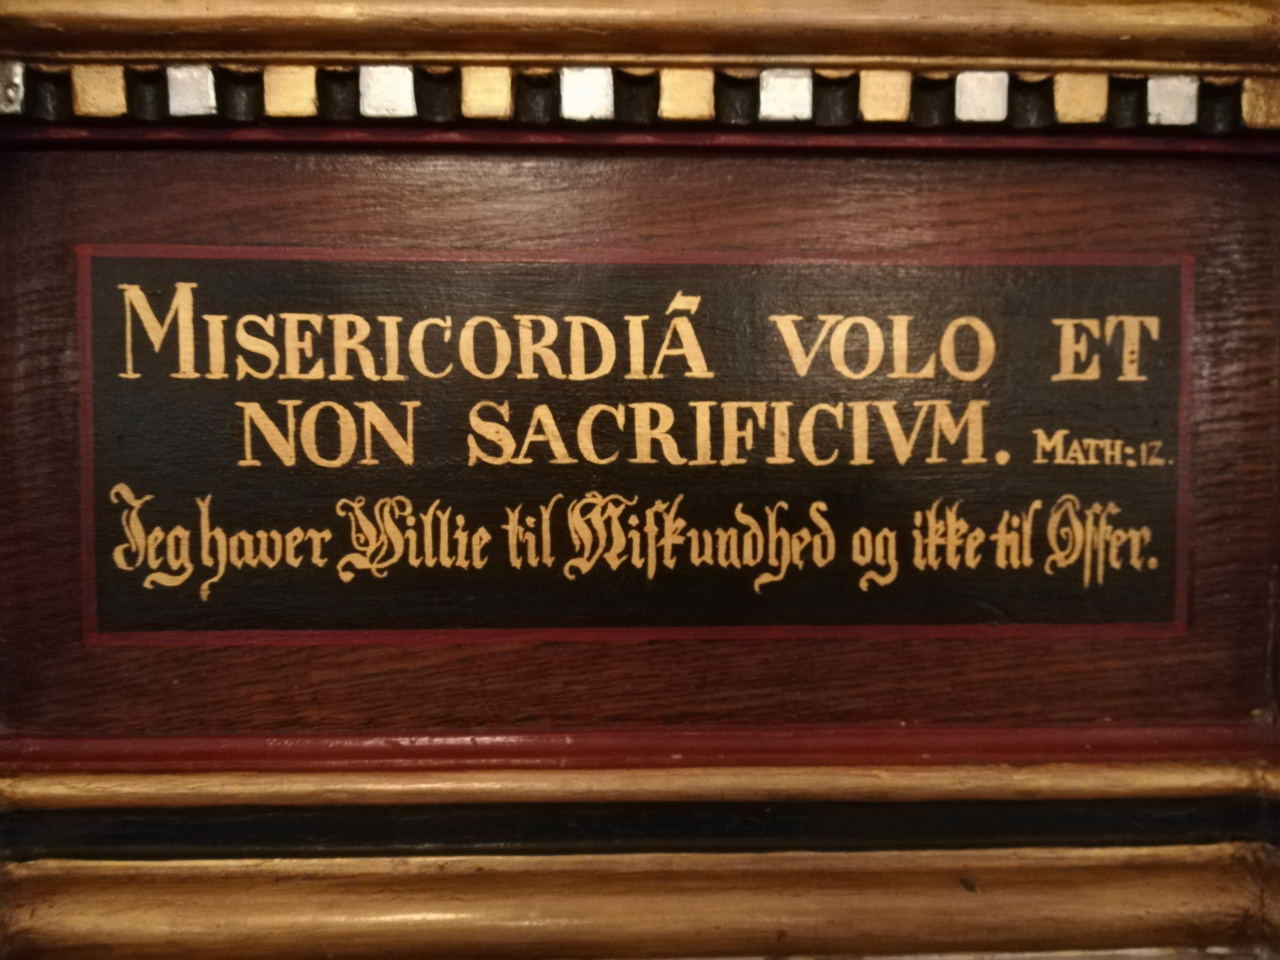 MISERICORDIÃ VOLO ET
NON SACRIFICIVM. MATH: 12.
Jeg haver Willie til Miſkundhed og ikke til Offer.